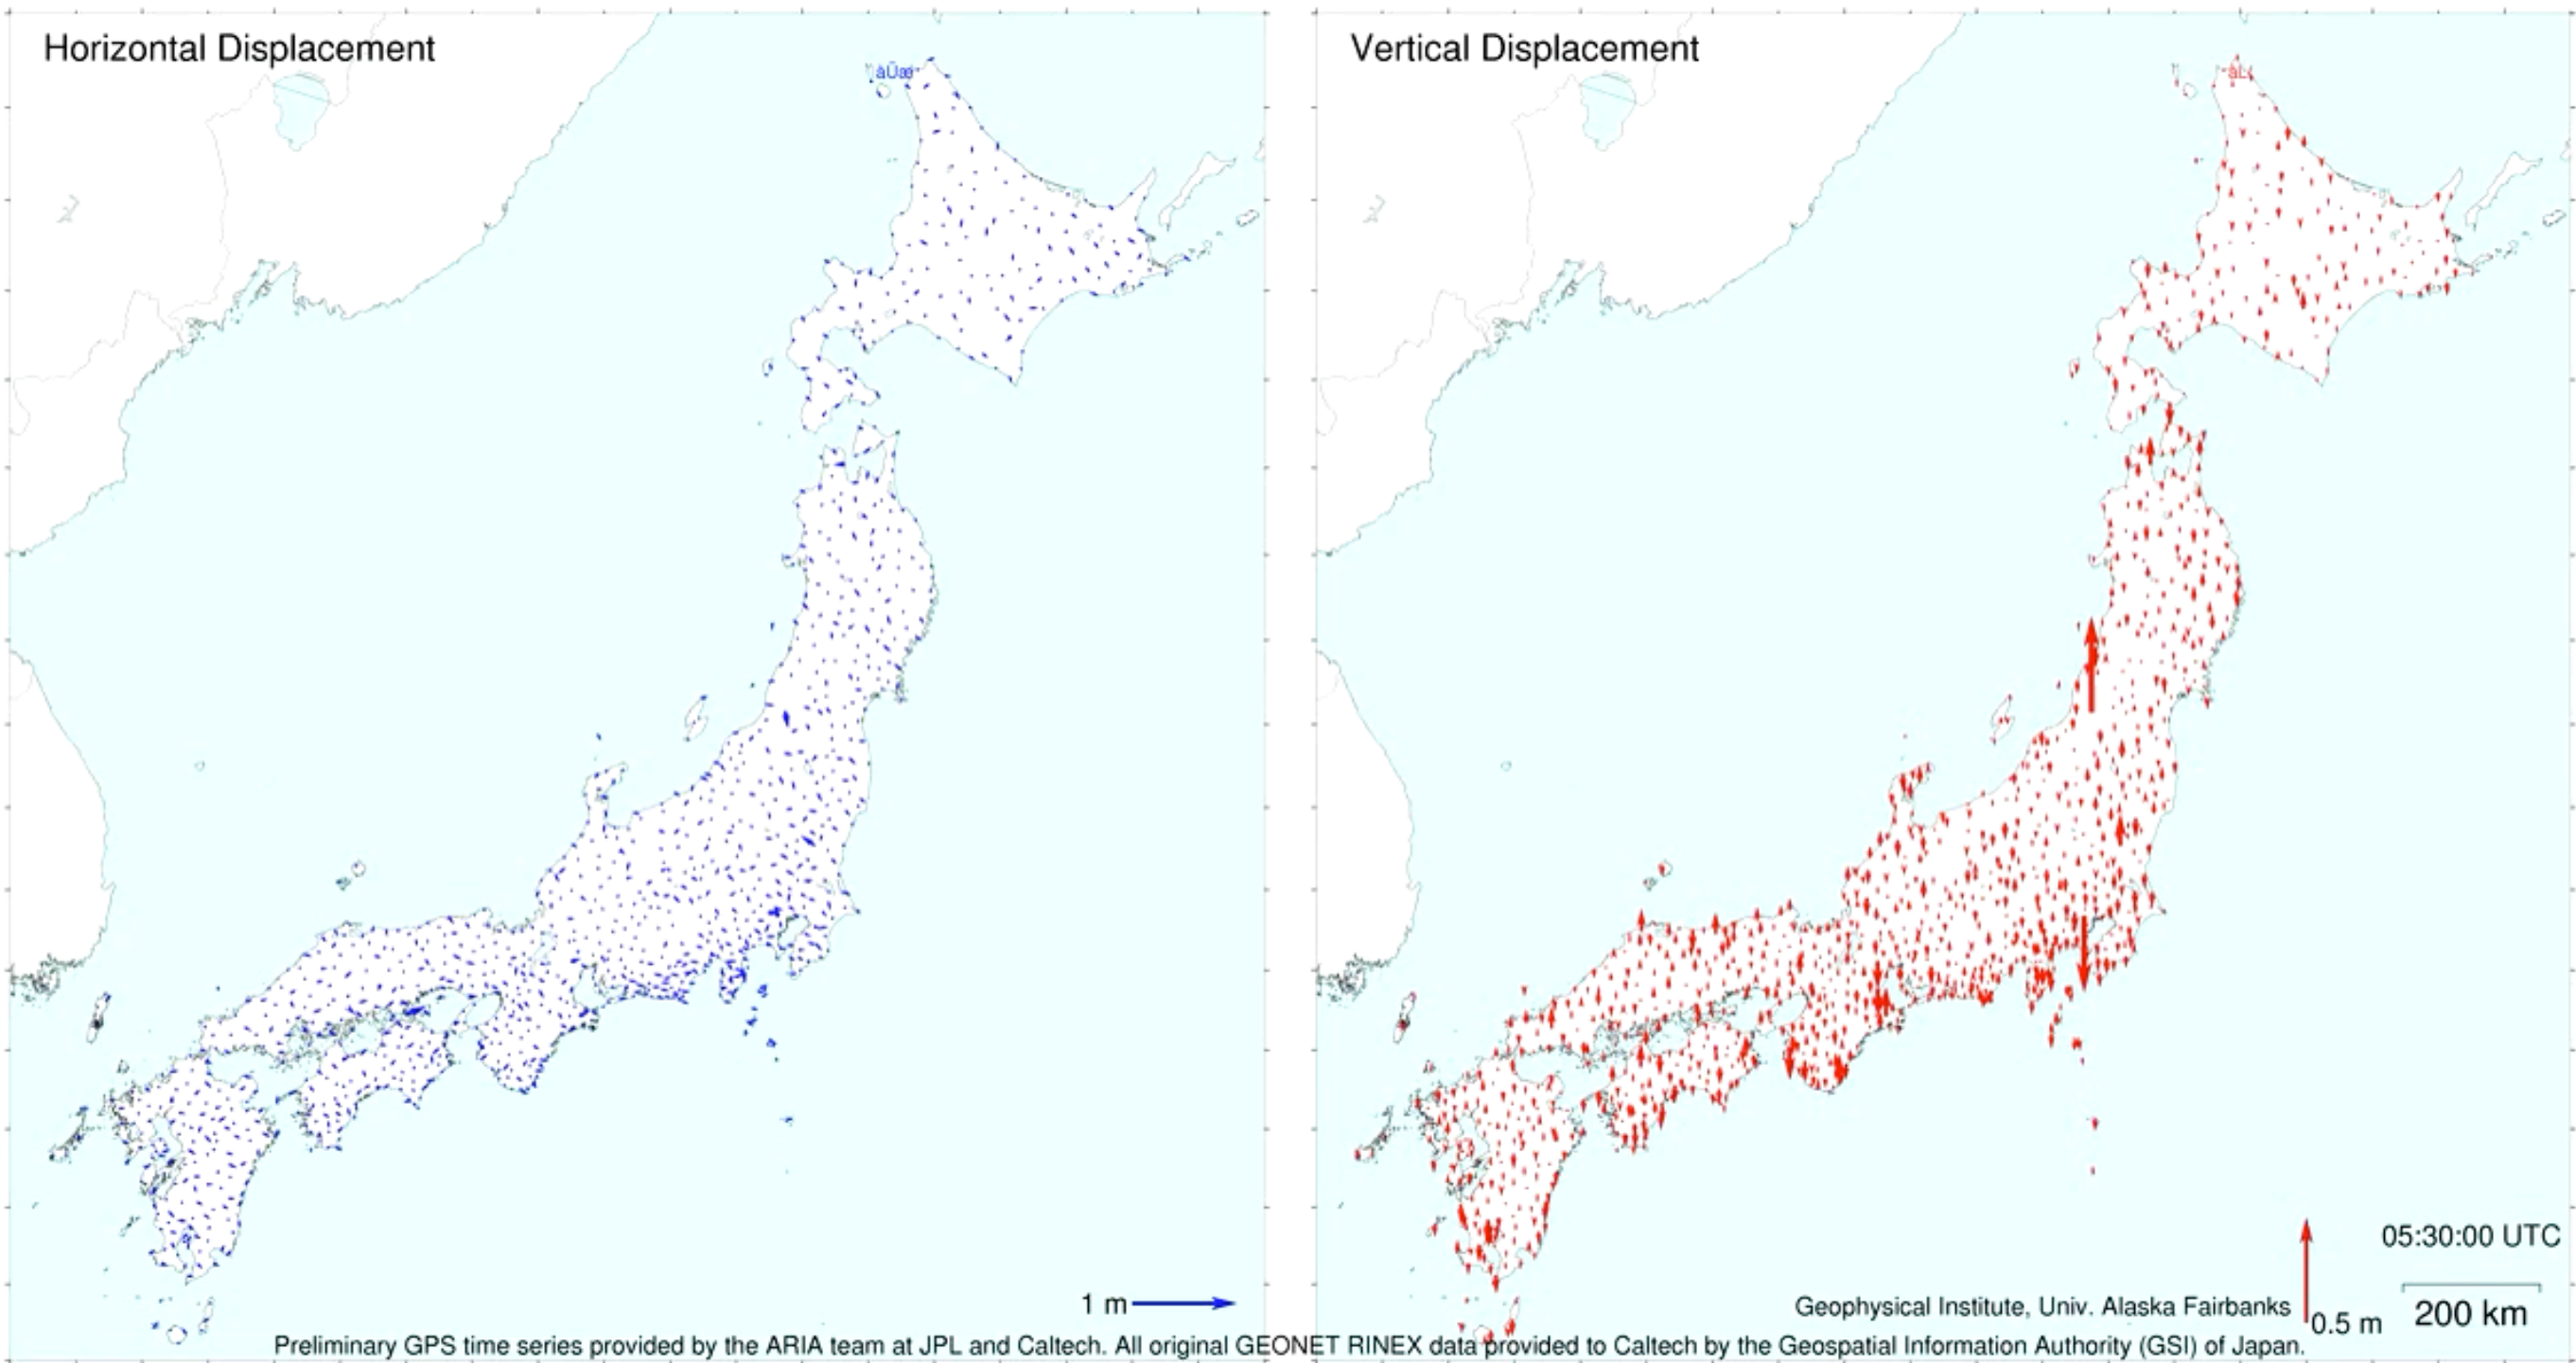 Horizontal Displacement
Vertical Displacement
05:30:00 UTC
1 m
Geophysical Institute, Univ. Alaska Fairbanks
0.5 m
200 km
Preliminary GPS time series provided by the ARIA team at JPL and Caltech. All original GEONET RINEX data provided to Caltech by the Geospatial Information Authority (GSI) of Japan.